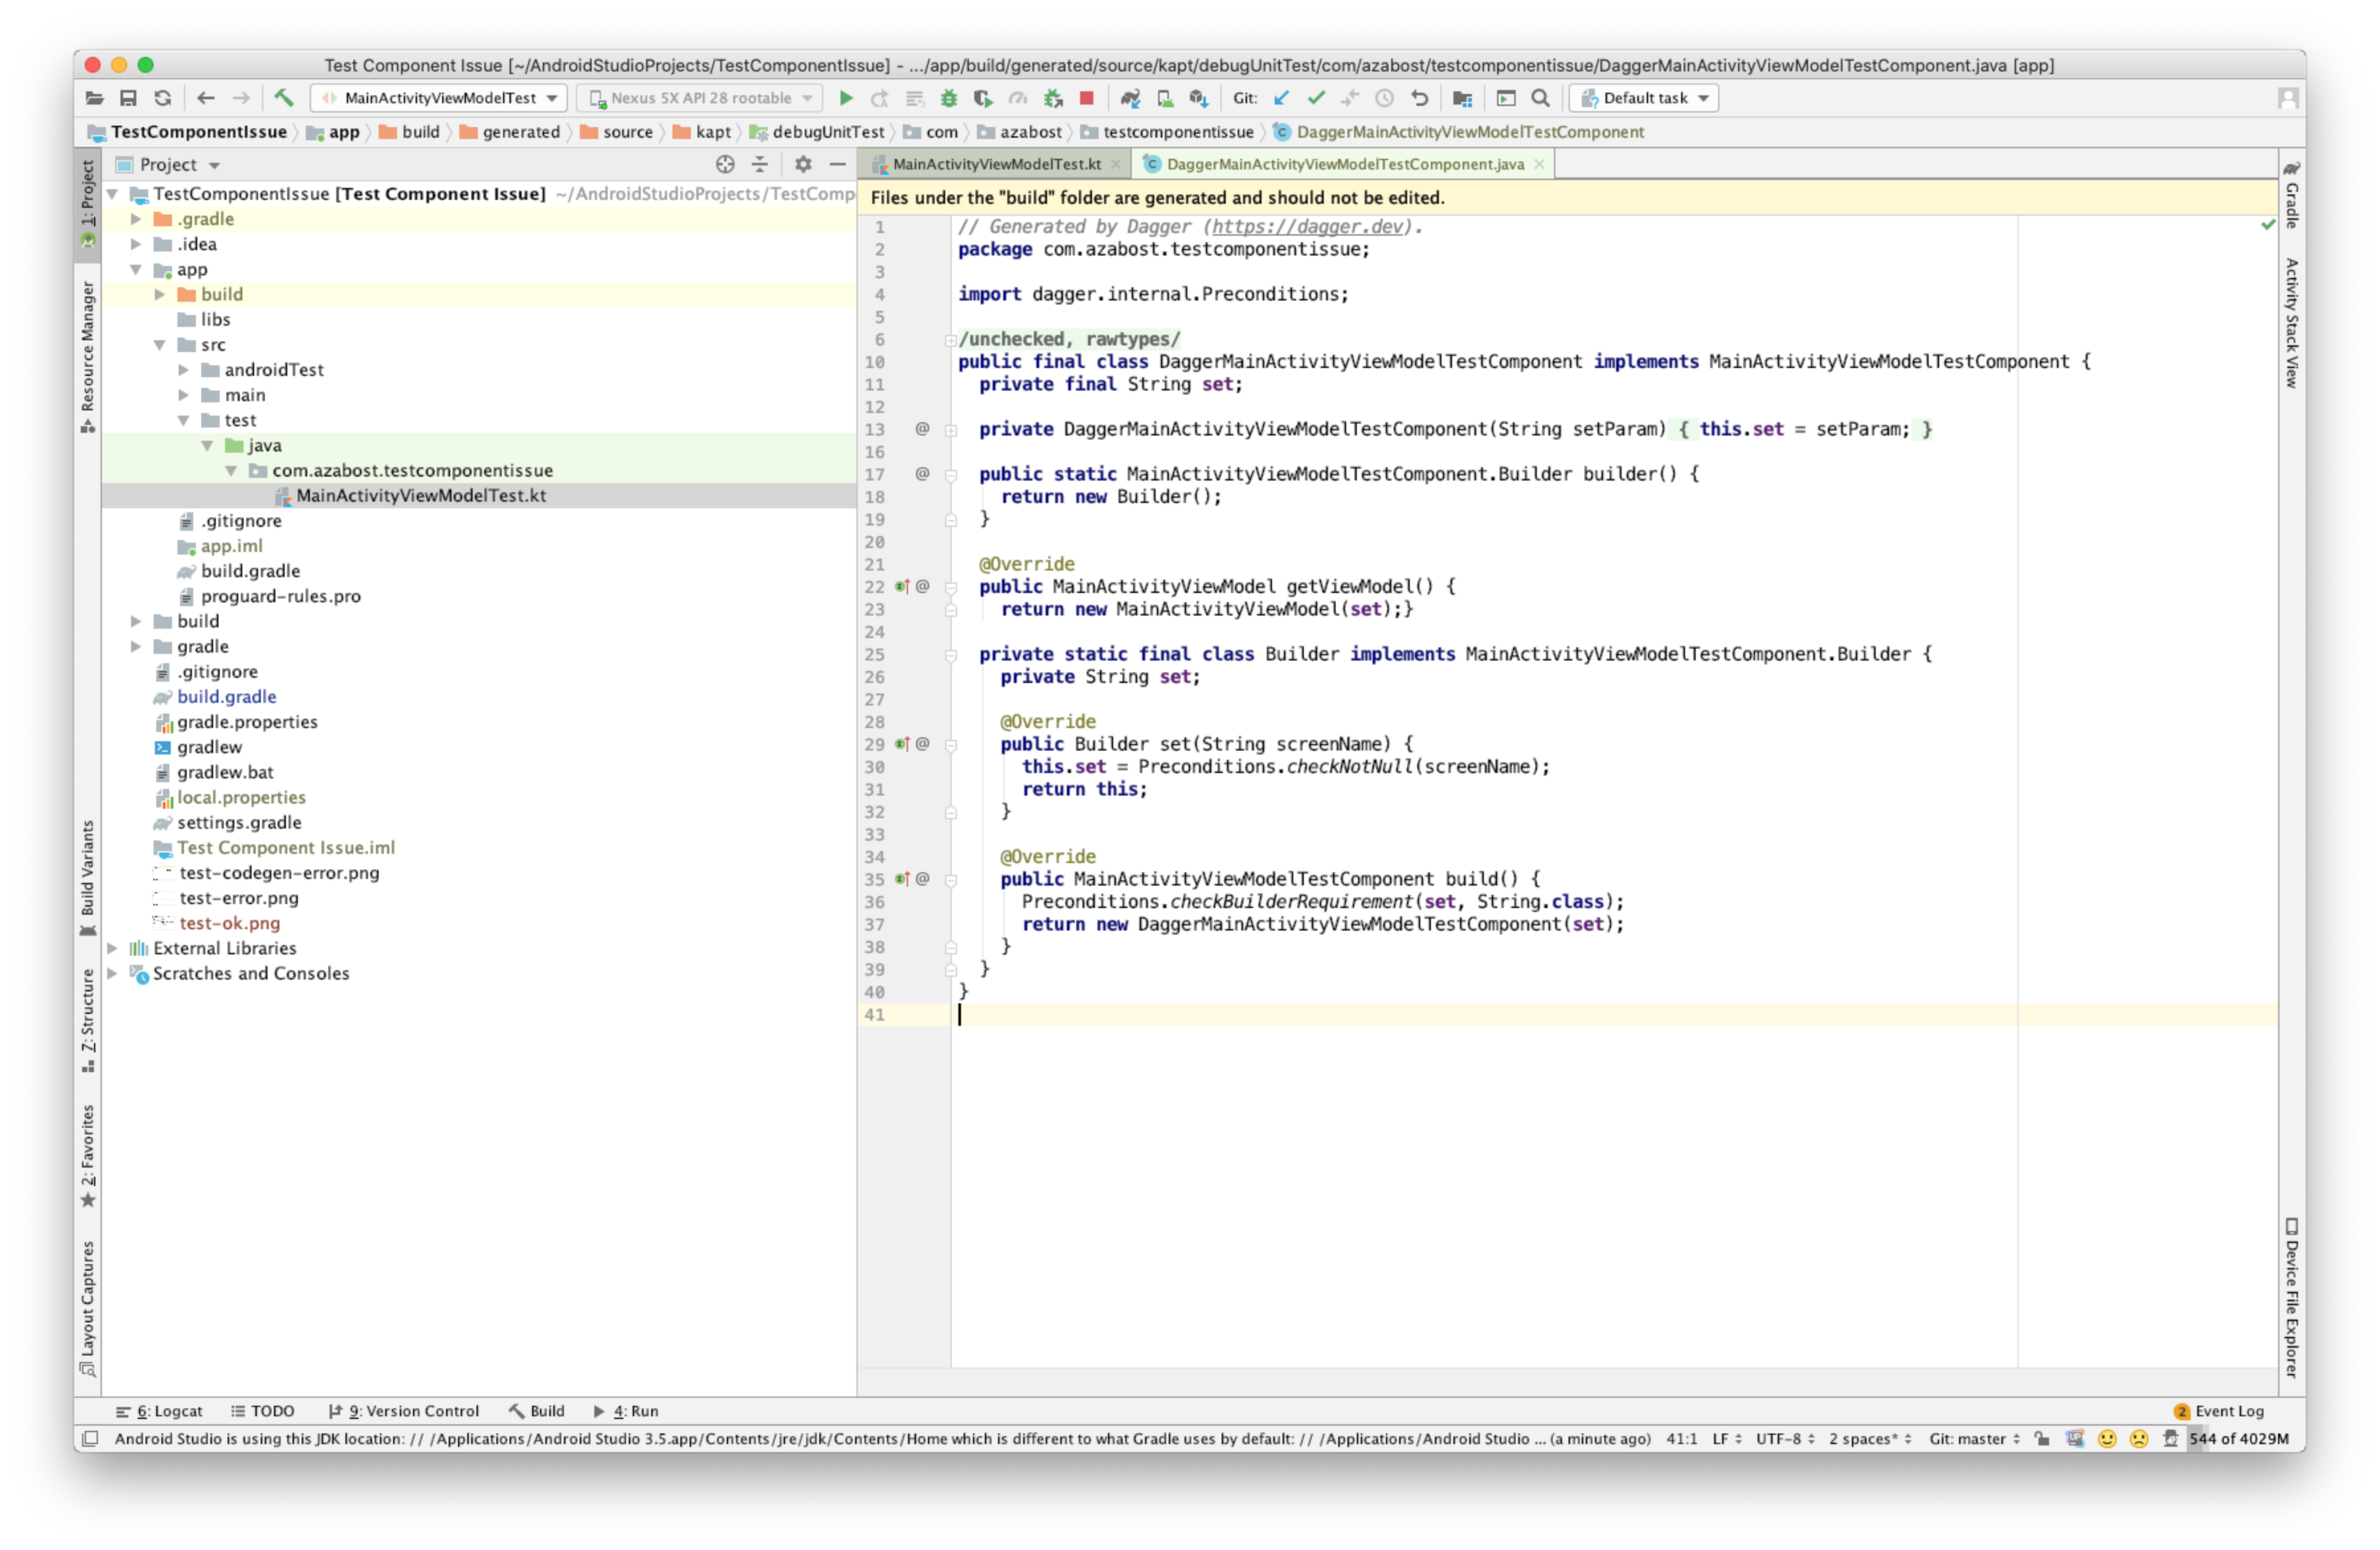 Test Component Issue [~/AndroidStudioProjects/TestComponentIssue] - .../app/build/generated/source/kapt/debugUnitTest/com/azabost/testcomponentissue/DaggerMainActivityViewModelTestComponent.java [app]
MainActivityViewModelTest Nexus 5X API 28 rootable Git: Default task
TestComponentIssue app build generated source kapt debugUnitTest com azabost testcomponentissue DaggerMainActivityViewModelTestComponent
1: Project
Resource Manager
Build Variants
7: Structure
2: Favorites
Layout Captures
Project
TestComponentIssue [Test Component Issue] ~/AndroidStudioProjects/TestComp
.gradle
.idea
app
build
libs
src
androidTest
main
test
java
com.azabost.testcomponentissue
MainActivityViewModelTest.kt
.gitignore
app.iml
build.gradle
proguard-rules.pro
build
gradle
.gitignore
build.gradle
gradle.properties
gradlew
gradlew.bat
local.properties
settings.gradle
Test Component Issue.iml
test-codegen-error.png
test-error.png
test-ok.png
External Libraries
Scratches and Consoles
MainActivityViewModelTest.kt DaggerMainActivityViewModelTestComponent.java
Files under the "build" folder are generated and should not be edited.
1 // Generated by Dagger (https://dagger.dev).
2 package com.azabost.testcomponentissue;
3
4 import dagger.internal.Preconditions;
5
6 /unchecked, rawtypes/
10 public final class DaggerMainActivityViewModelTestComponent implements MainActivityViewModelTestComponent {
11 private final String set;
12
13 @ private DaggerMainActivityViewModelTestComponent(String setParam) { this.set = setParam; }
16
17 @ public static MainActivityViewModelTestComponent.Builder builder() {
18 return new Builder();
19 }
20
21 @Override
22 @ public MainActivityViewModel getViewModel() {
23 return new MainActivityViewModel(set);}
24
25 private static final class Builder implements MainActivityViewModelTestComponent.Builder {
26 private String set;
27
28 @Override
29 @ public Builder set(String screenName) {
30 this.set = Preconditions.checkNotNull(screenName);
31 return this;
32 }
33
34 @Override
35 @ public MainActivityViewModelTestComponent build() {
36 Preconditions.checkBuilderRequirement(set, String.class);
37 return new DaggerMainActivityViewModelTestComponent(set);
38 }
39 }
40 }
41
Gradle
Activity Stack View
Device File Explorer
6: Logcat TODO 9: Version Control Build 4: Run 2 Event Log
Android Studio is using this JDK location: // /Applications/Android Studio 3.5.app/Contents/jre/jdk/Contents/Home which is different to what Gradle uses by default: // /Applications/Android Studio ... (a minute ago) 41:1 LF UTF-8 2 spaces* Git: master 544 of 4029M